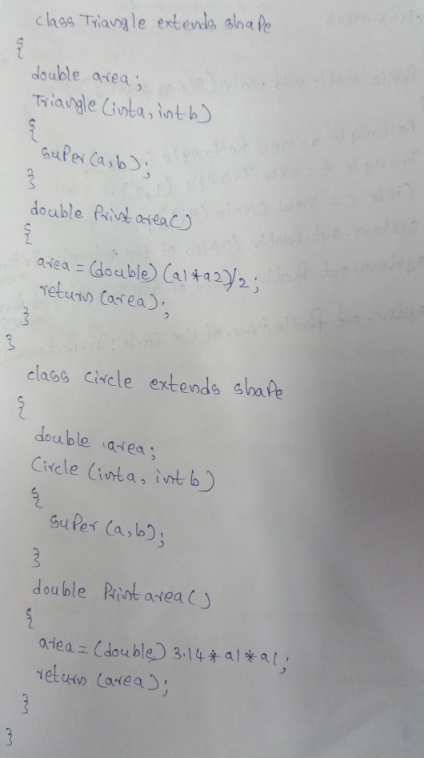 class Triangle extends shape
{
double area;
Triangle (int a, int b)
{
super (a,b);
}
double Print area()
{
area = (double) (a1*a2)/2;
return (area);
}
}
class circle extends shape
{
double area;
Circle (int a, int b)
{
super (a,b);
}
double Print area()
{
area = (double) 3.14 * a1 * a1;
return (area);
}
}